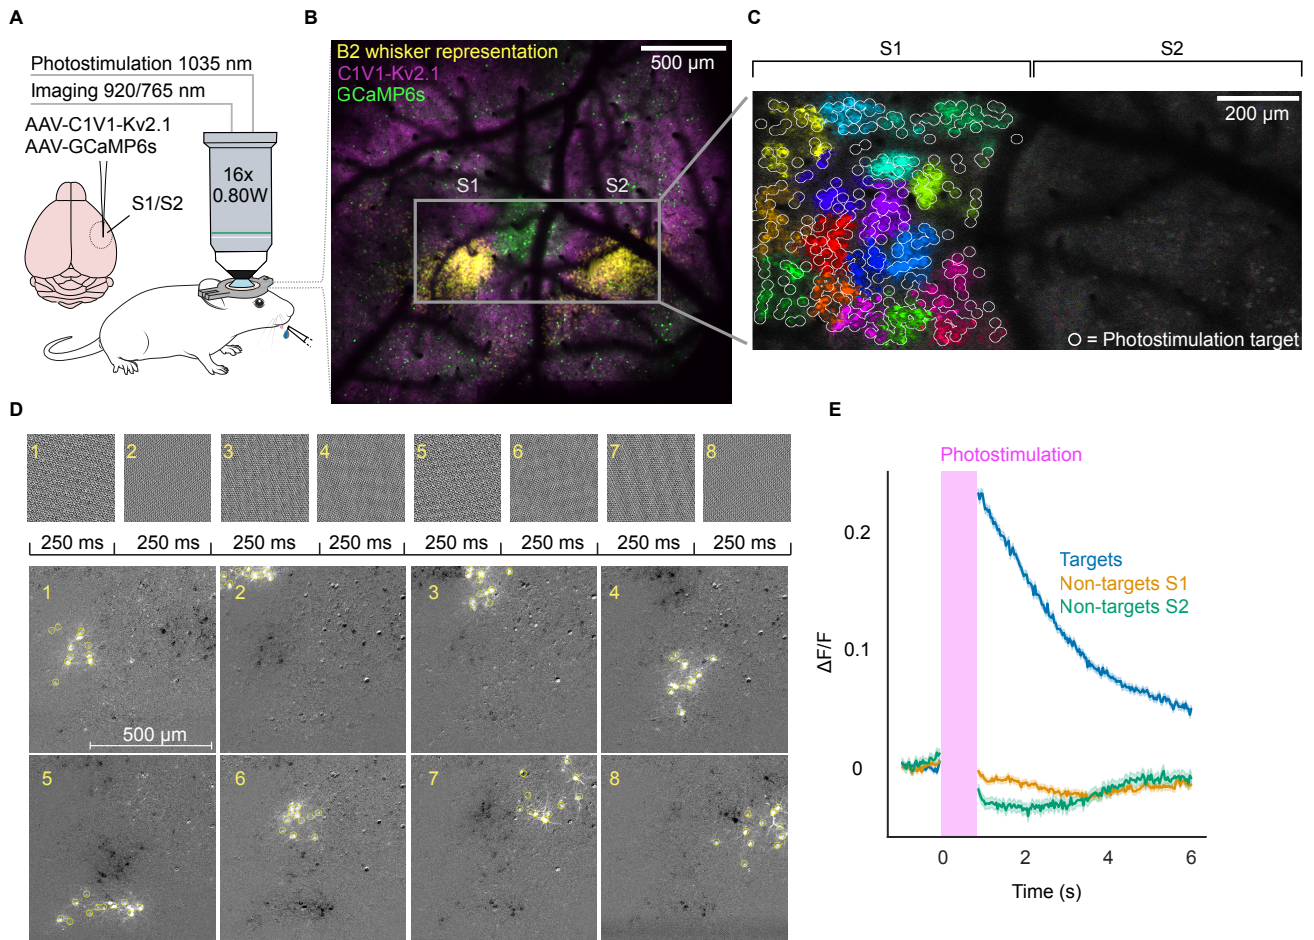 A
Photostimulation 1035 nm
Imaging 920/765 nm
AAV-C1V1-Kv2.1
AAV-GCaMP6s
S1/S2
16x
0.80W
B
B2 whisker representation
C1V1-Kv2.1
GCaMP6s
500 µm
S1
S2
C
S1
S2
200 µm
= Photostimulation target
D
1
2
3
4
5
6
7
8
250 ms
250 ms
250 ms
250 ms
250 ms
250 ms
250 ms
250 ms
1
2
3
4
500 µm
5
6
7
8
E
Photostimulation
0.2
0.1
0
ΔF/F
Targets
Non-targets S1
Non-targets S2
0
2
4
6
Time (s)